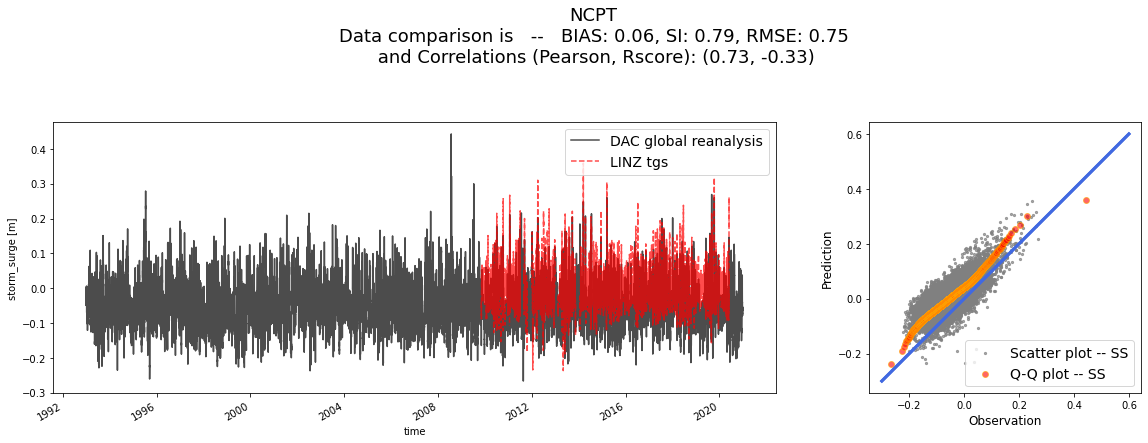 NCPT
Data comparison is -- BIAS: 0.06, SI: 0.79, RMSE: 0.75
and Correlations (Pearson, Rscore): (0.73, -0.33)
storm_surge [m]
0.4
0.3
0.2
0.1
0.0
−0.1
−0.2
−0.3
DAC global reanalysis
LINZ tgs
1992
1996
2000
2004
2008
2012
2016
2020
time
Prediction
0.6
0.4
0.2
0.0
−0.2
Scatter plot -- SS
Q-Q plot -- SS
−0.2
0.0
0.2
0.4
0.6
Observation